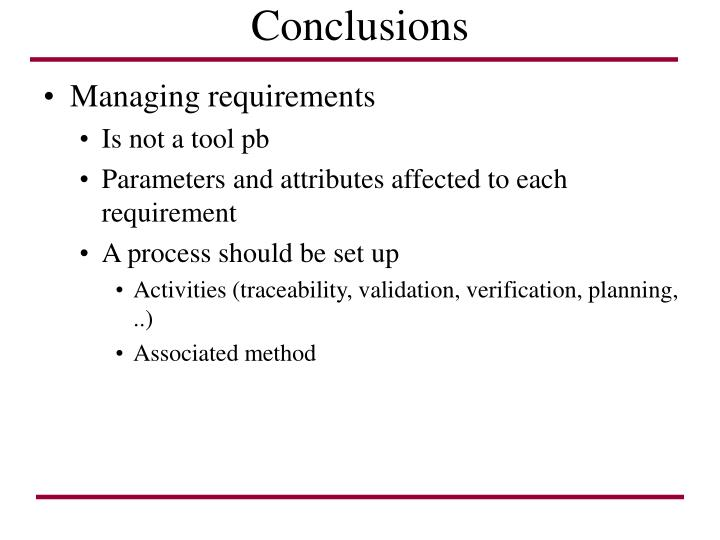 Conclusions
• Managing requirements
• Is not a tool pb
• Parameters and attributes affected to each
requirement
• A process should be set up
• Activities (traceability, validation, verification, planning,
..)
• Associated method